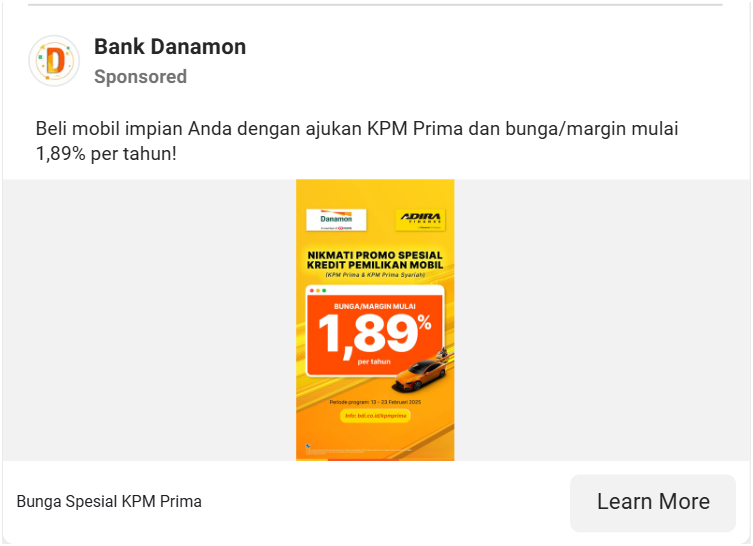 Bank Danamon
Sponsored
Beli mobil impian Anda dengan ajukan KPM Prima dan bunga/margin mulai
1,89% per tahun!
Danamon
ADIRA
FINANCE
NIKMATI PROMO SPESIAL
KREDIT PEMILIKAN MOBIL
(KPM Prima & KPM Prima Syariah)
BUNGA/MARGIN MULAI
1,89%
per tahun
Periode program: 13 - 23 Februari 2025
Info: bdi.co.id/kpmprima
Bunga Spesial KPM Prima
Learn More